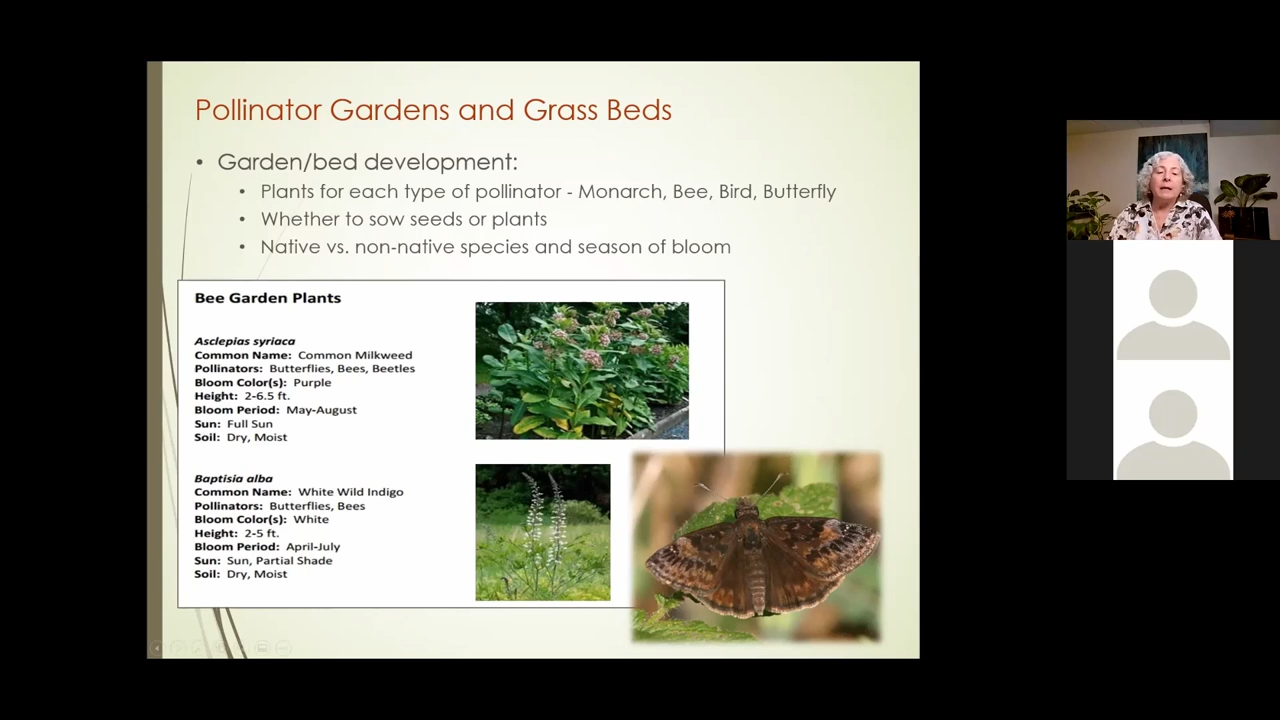 Pollinator Gardens and Grass Beds
• Garden/bed development:
• Plants for each type of pollinator - Monarch, Bee, Bird, Butterfly
• Whether to sow seeds or plants
• Native vs. non-native species and season of bloom
Bee Garden Plants
Asclepias syriaca
Common Name: Common Milkweed
Pollinators: Butterflies, Bees, Beetles
Bloom Color(s): Purple
Height: 2-6.5 ft.
Bloom Period: May-August
Sun: Full Sun
Soil: Dry, Moist
Baptisia alba
Common Name: White Wild Indigo
Pollinators: Butterflies, Bees
Bloom Color(s): White
Height: 2-5 ft.
Bloom Period: April-July
Sun: Sun, Partial Shade
Soil: Dry, Moist